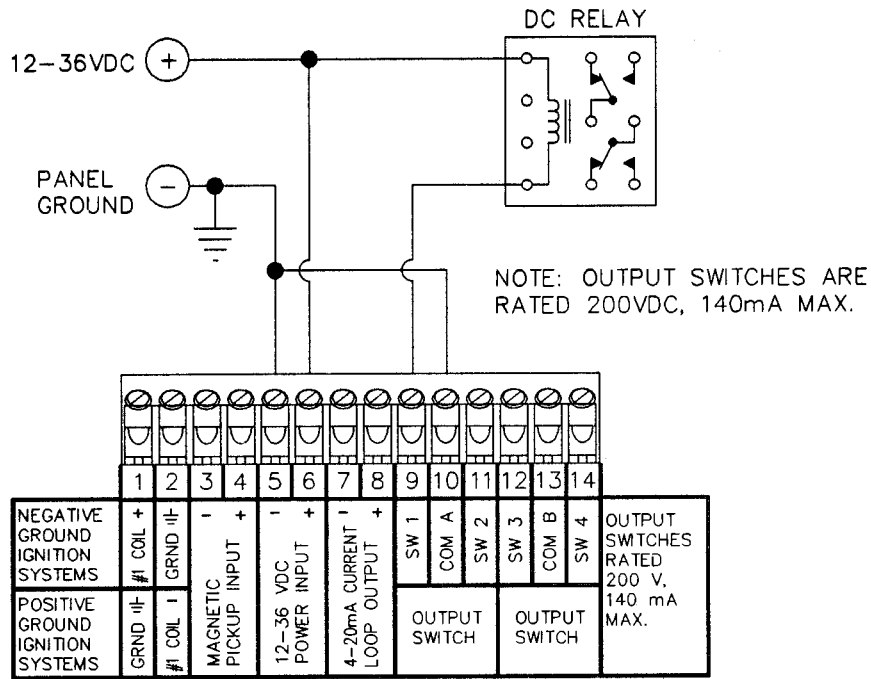 DC RELAY
12-36VDC +
PANEL
GROUND -
NOTE: OUTPUT SWITCHES ARE
RATED 200VDC, 140mA MAX.
1 2 3 4 5 6 7 8 9 10 11 12 13 14
NEGATIVE
GROUND
IGNITION
SYSTEMS
#1 COIL +
GRND
POSITIVE
GROUND
IGNITION
SYSTEMS
GRND
#1 COIL -
- +
MAGNETIC
PICKUP INPUT
- +
12-36 VDC
POWER INPUT
- +
4-20mA CURRENT
LOOP OUTPUT
SW 1
COM A
SW 2
SW 3
COM B
SW 4
OUTPUT
SWITCH
OUTPUT
SWITCH
OUTPUT
SWITCHES
RATED
200 V,
140 mA
MAX.